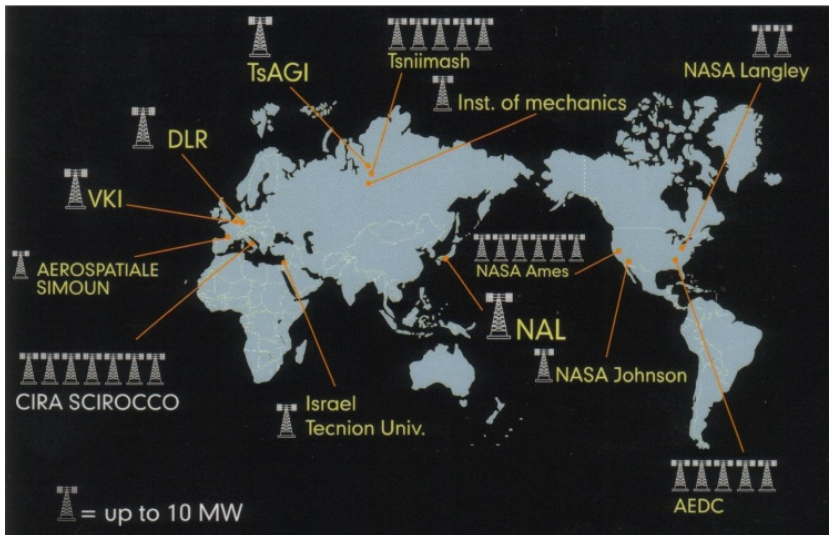 TsAGI
Tsniimash
NASA Langley
Inst. of mechanics
DLR
VKI
AEROSPATIALE
SIMOUN
NASA Ames
NAL
CIRA SCIROCCO
NASA Johnson
Israel
Tecnion Univ.
AEDC
= up to 10 MW